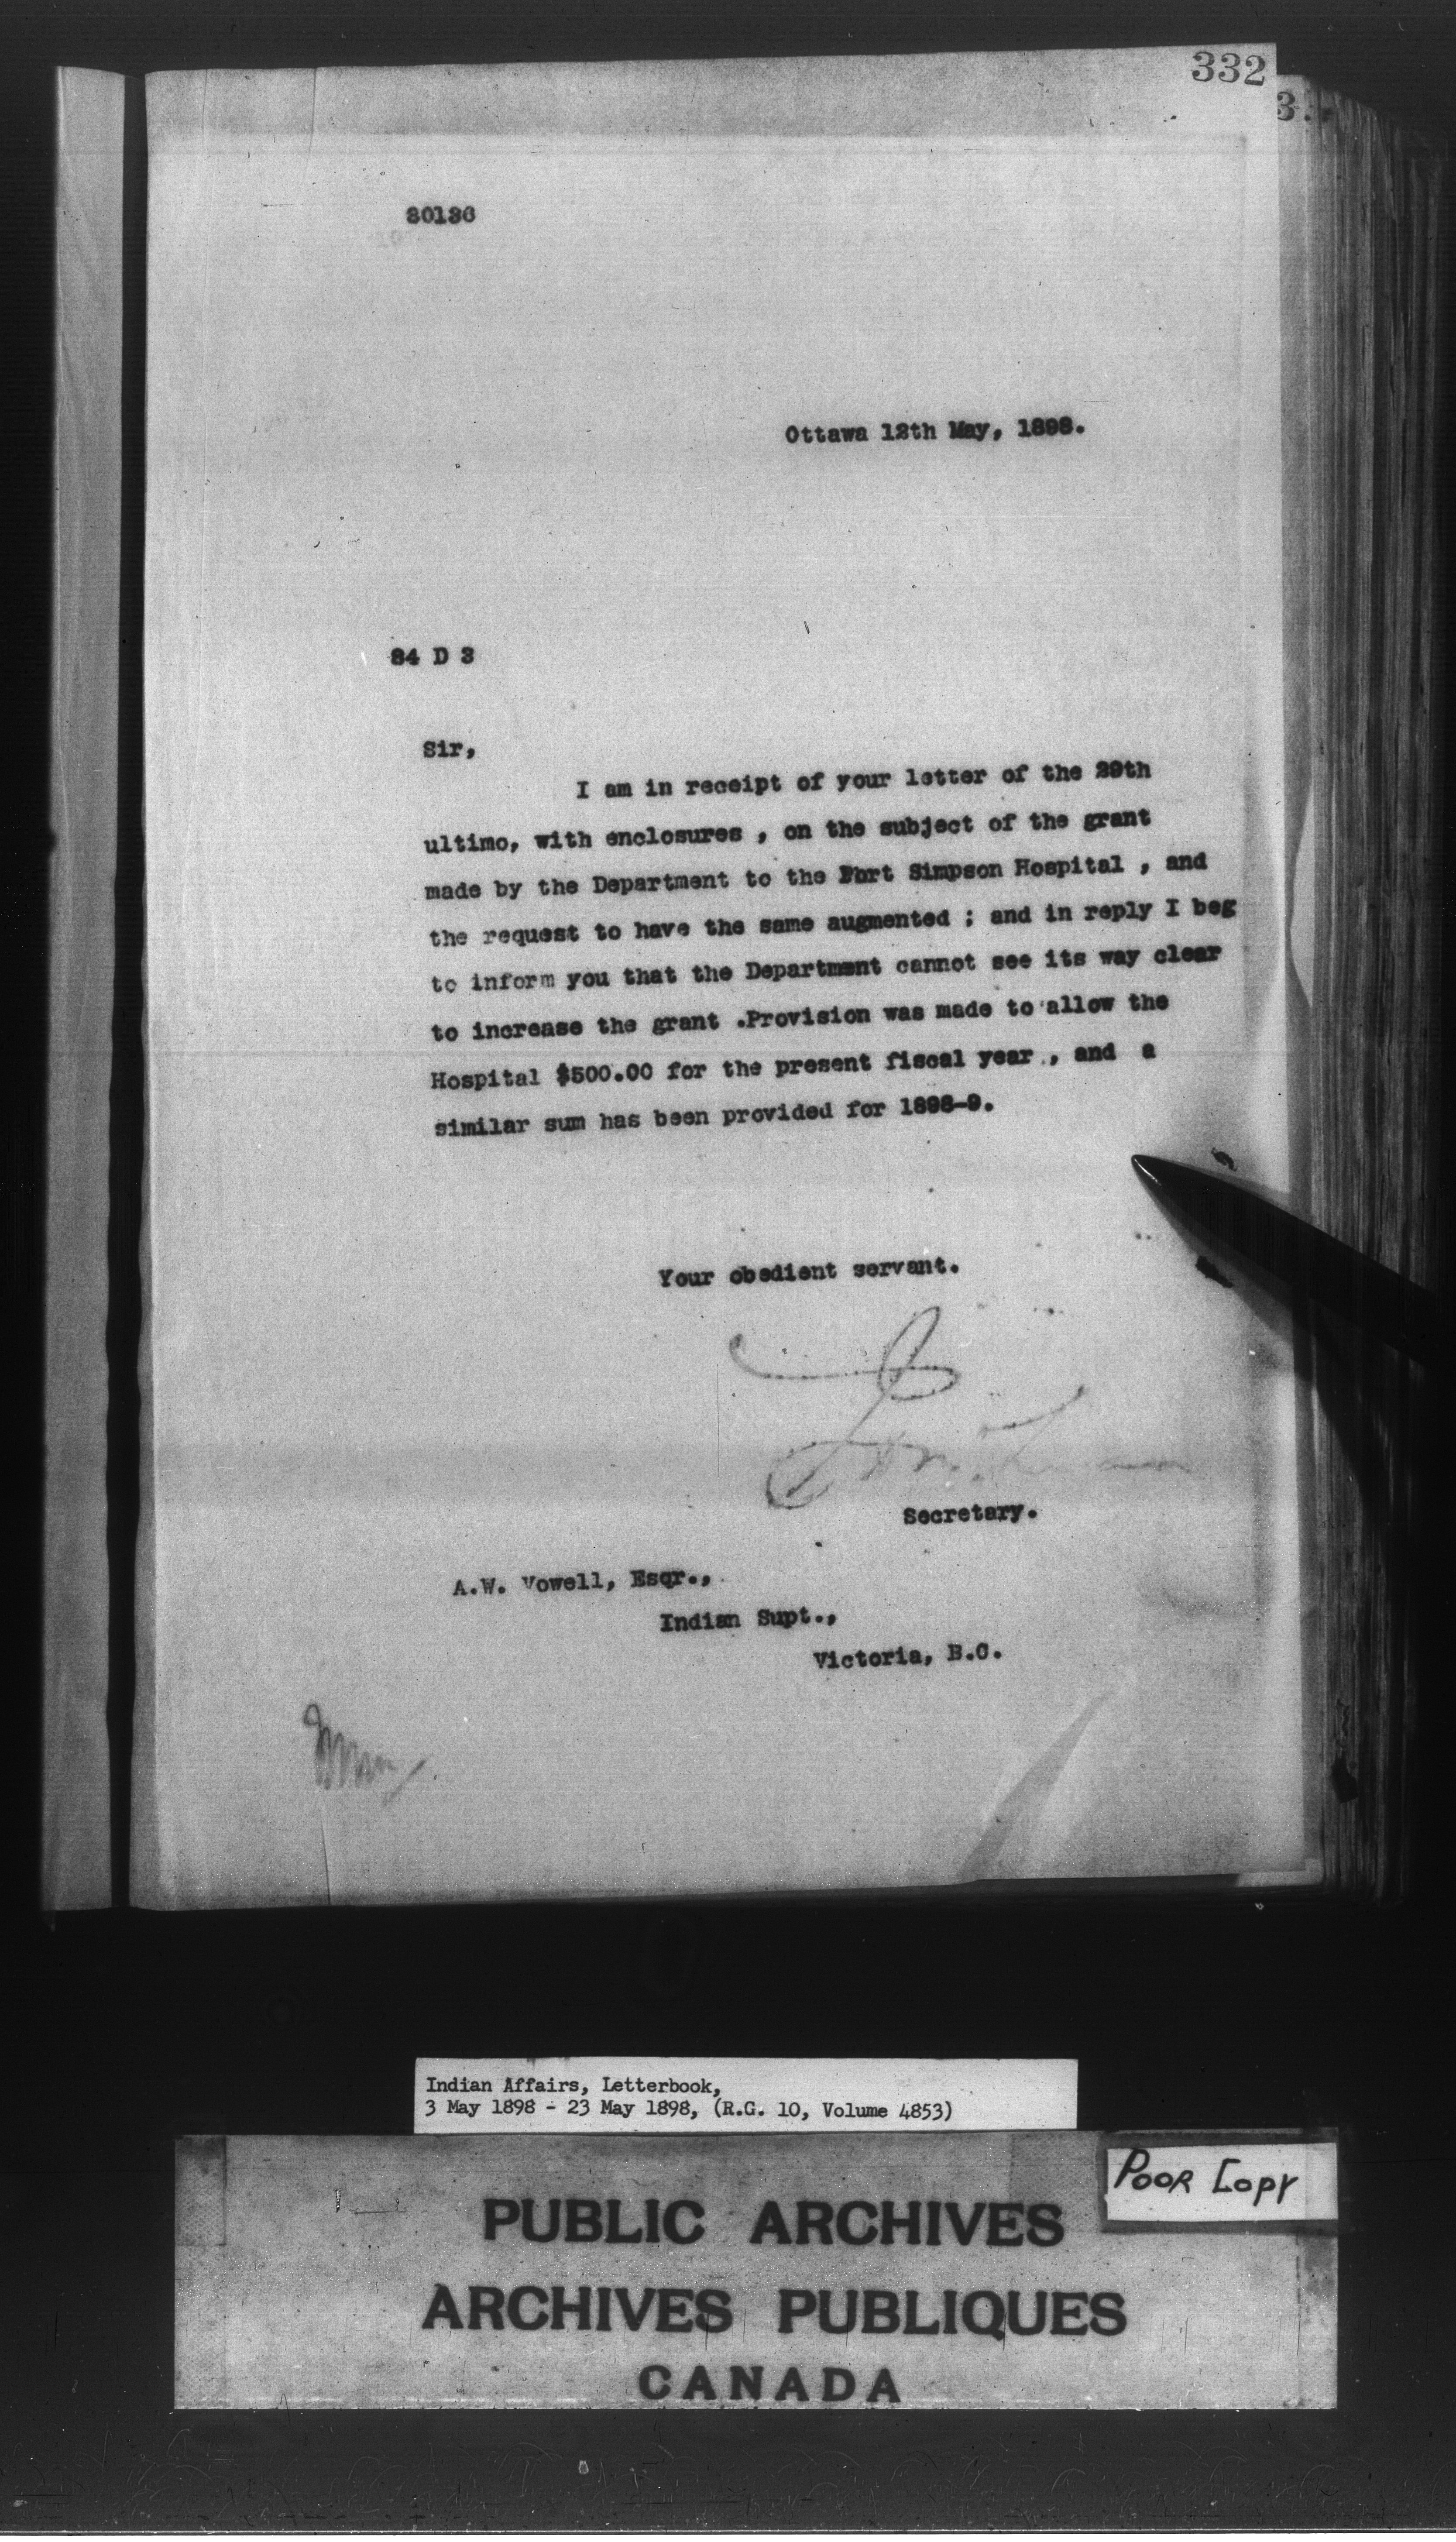 332
80136
Ottawa 12th May, 1898.
84 D 3
Sir,
I am in receipt of your letter of the 29th
ultimo, with enclosures , on the subject of the grant
made by the Department to the Fort Simpson Hospital , and
the request to have the same augmented ; and in reply I beg
to inform you that the Department cannot see its way clear
to increase the grant .Provision was made to allow the
Hospital $500.00 for the present fiscal year , and a
similar sum has been provided for 1898-9.
Your obedient servant.
Secretary.
A.W. Vowell, Esqr.,
Indian Supt.,
Victoria, B.C.
Indian Affairs, Letterbook,
3 May 1898 - 23 May 1898, (R.G. 10, Volume 4853)
POOR COPY
PUBLIC ARCHIVES
ARCHIVES PUBLIQUES
CANADA